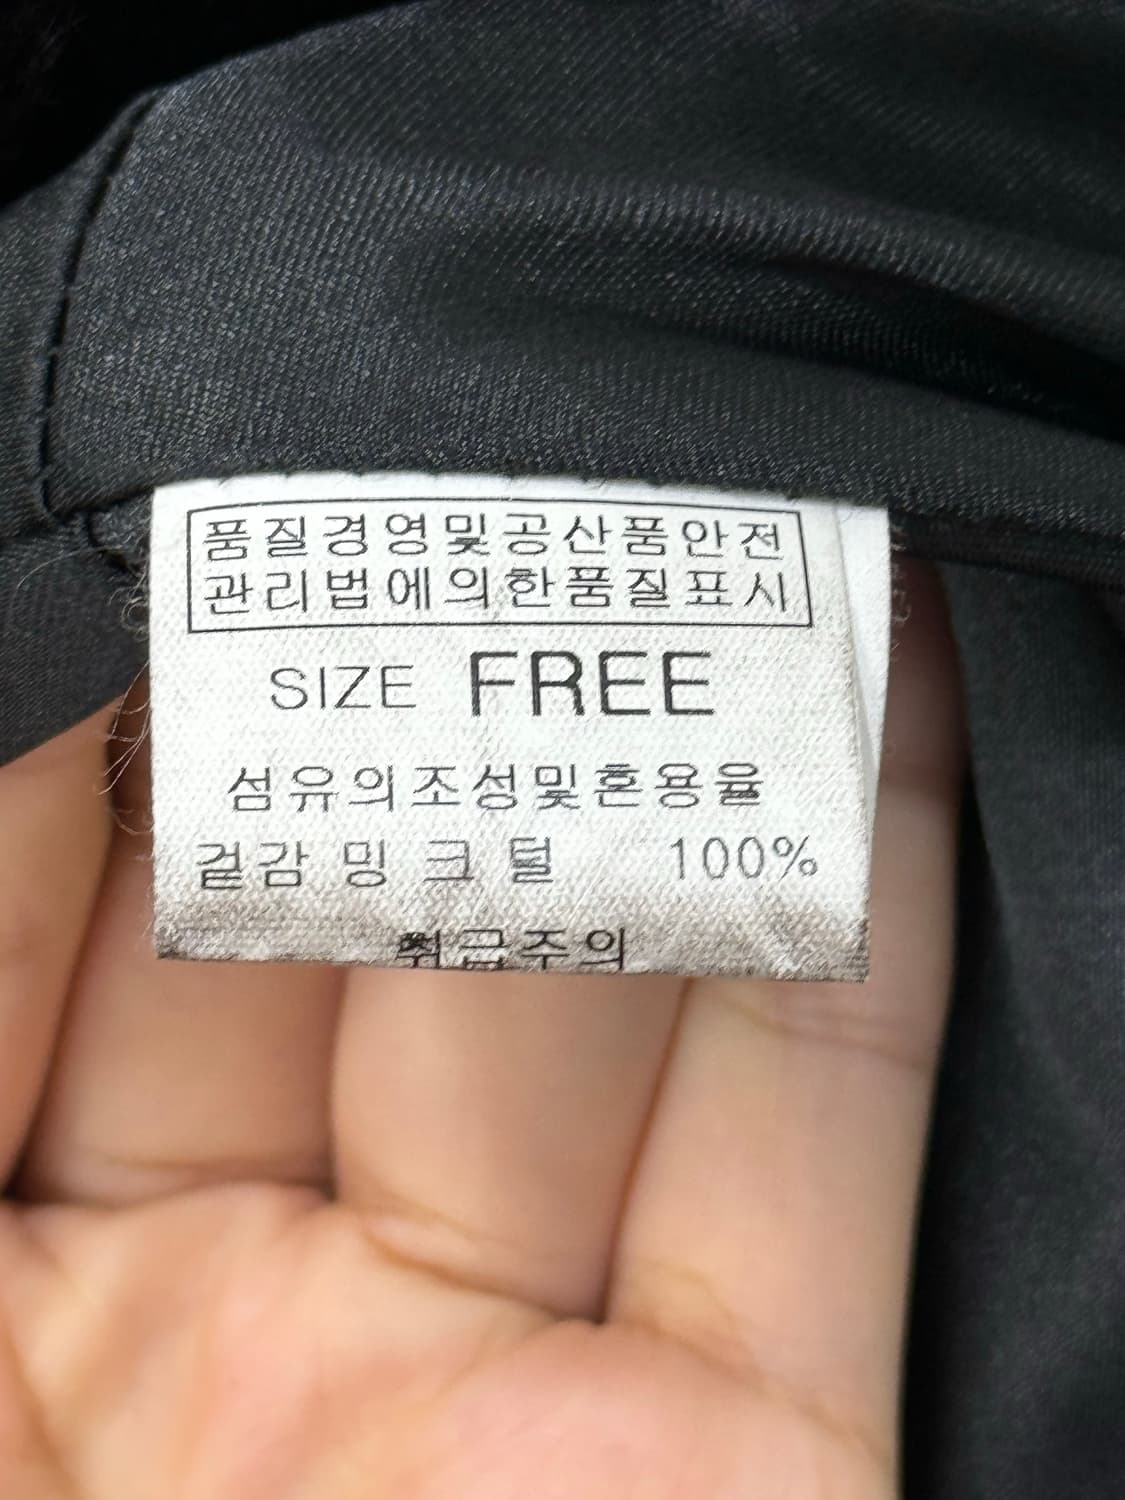 품질경영및공산품안전
관리법에의한품질표시
SIZE FREE
섬유의조성및혼용율
겉감 밍크털 100%
취급주의